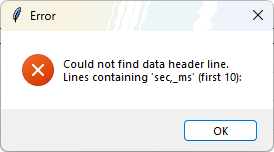 Error
Could not find data header line.
Lines containing 'sec,_ms' (first 10):
OK